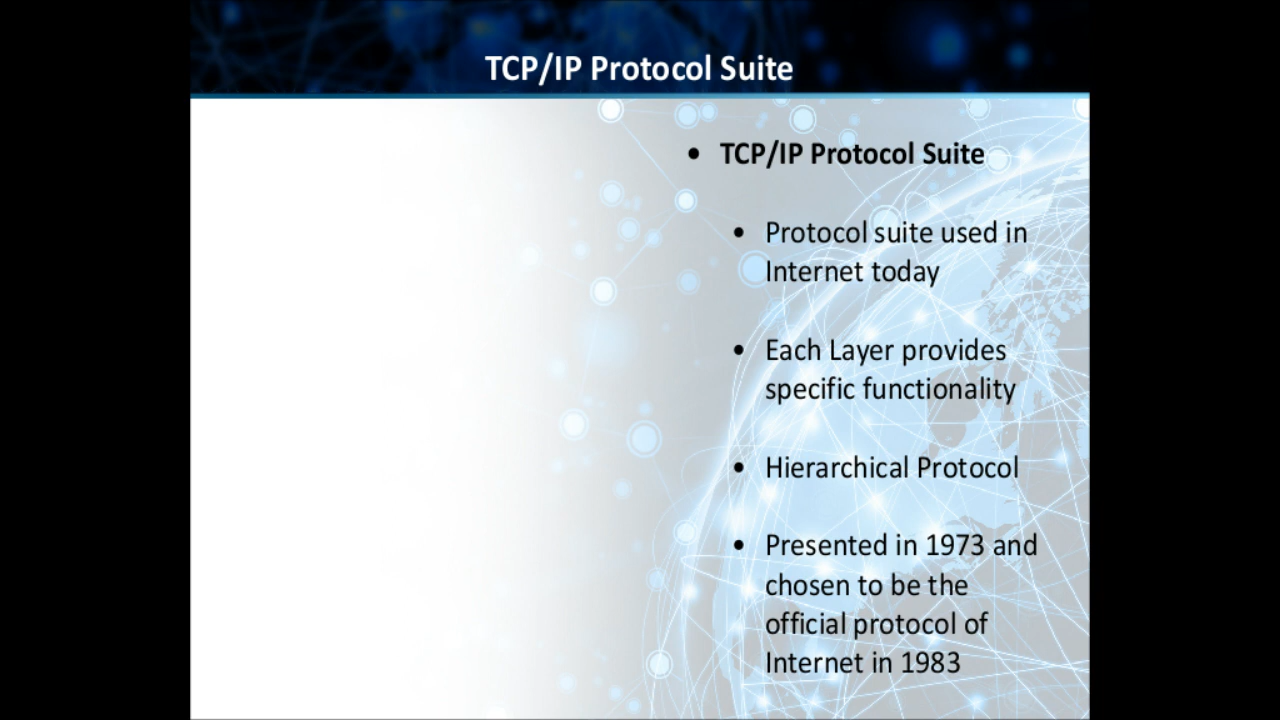 TCP/IP Protocol Suite
• TCP/IP Protocol Suite
• Protocol suite used in
Internet today
• Each Layer provides
specific functionality
• Hierarchical Protocol
• Presented in 1973 and
chosen to be the
official protocol of
Internet in 1983